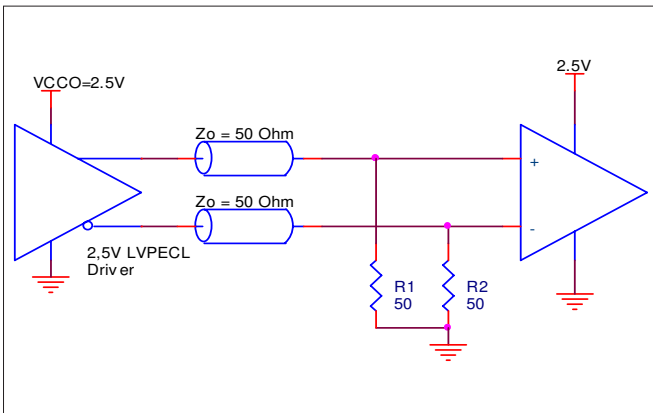 VCCO=2.5V
2.5V
Zo = 50 Ohm
+
Zo = 50 Ohm
-
2,5V LVPECL
Driver
R1
50
R2
50